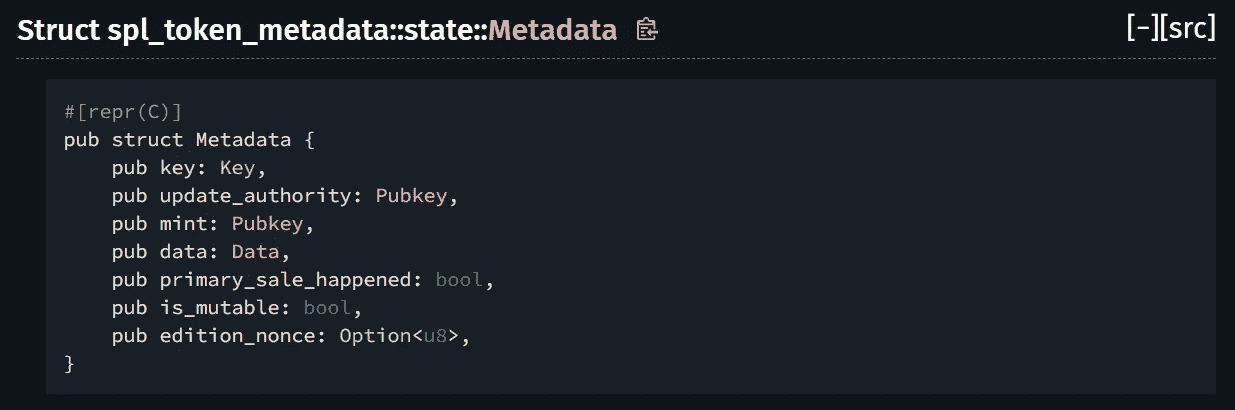 Struct spl_token_metadata::state::Metadata [-][src]
#[repr(C)]
pub struct Metadata {
    pub key: Key,
    pub update_authority: Pubkey,
    pub mint: Pubkey,
    pub data: Data,
    pub primary_sale_happened: bool,
    pub is_mutable: bool,
    pub edition_nonce: Option<u8>,
}